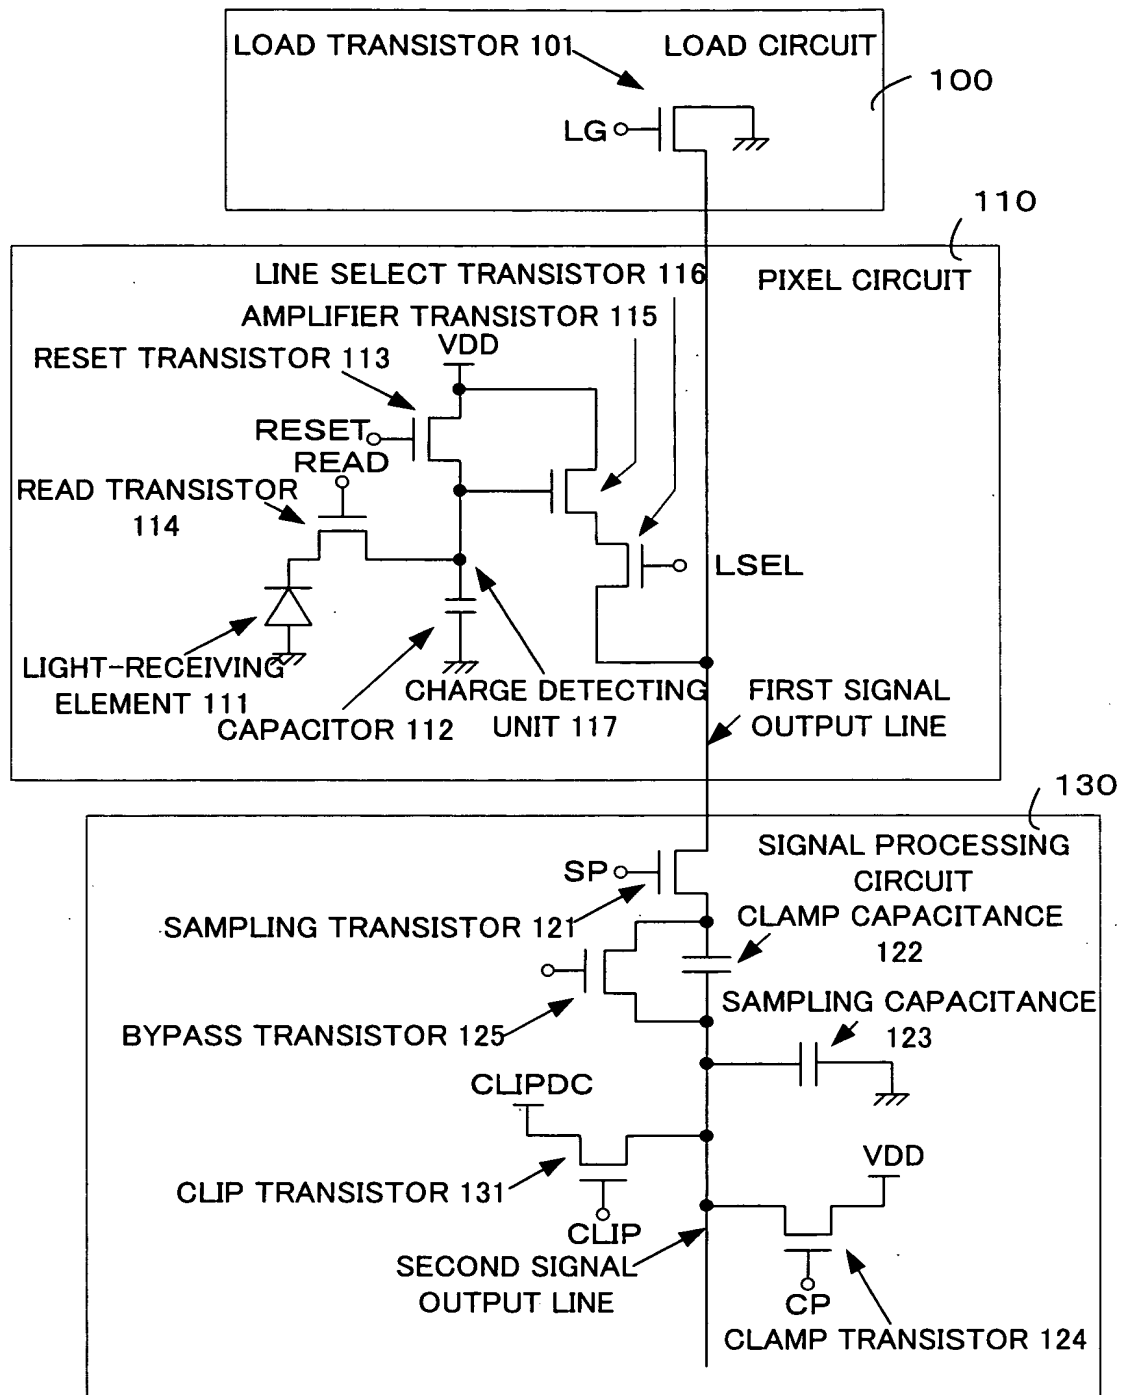 LOAD TRANSISTOR 101
LOAD CIRCUIT
100
LG
110
LINE SELECT TRANSISTOR 116
PIXEL CIRCUIT
AMPLIFIER TRANSISTOR 115
VDD
RESET TRANSISTOR 113
RESET
READ
READ TRANSISTOR
114
LSEL
LIGHT-RECEIVING
ELEMENT 111
CAPACITOR 112
CHARGE DETECTING
UNIT 117
FIRST SIGNAL
OUTPUT LINE
130
SIGNAL PROCESSING
CIRCUIT
SP
SAMPLING TRANSISTOR 121
CLAMP CAPACITANCE
122
BYPASS TRANSISTOR 125
SAMPLING CAPACITANCE
123
CLIPDC
VDD
CLIP TRANSISTOR 131
CLIP
SECOND SIGNAL
OUTPUT LINE
CP
CLAMP TRANSISTOR 124